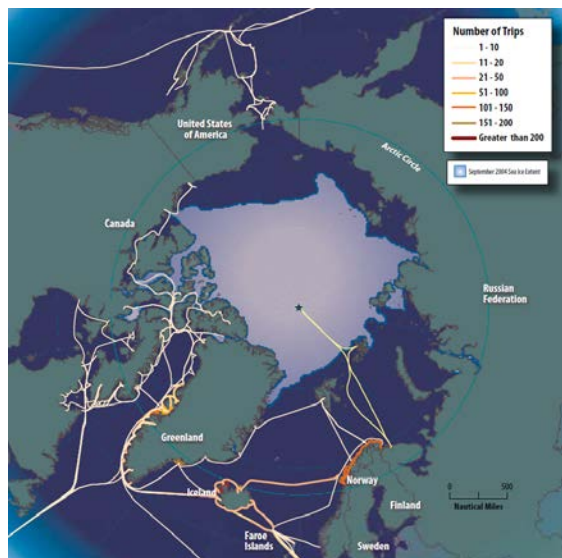 Number of Trips
1 - 10
11 - 20
21 - 50
51 - 100
101 - 150
151 - 200
Greater than 200
September 2004 Sea Ice Extent
United States
of America
Arctic Circle
Canada
Russian
Federation
Greenland
Iceland
Norway
Finland
Faroe
Islands
Sweden
0
500
Nautical Miles